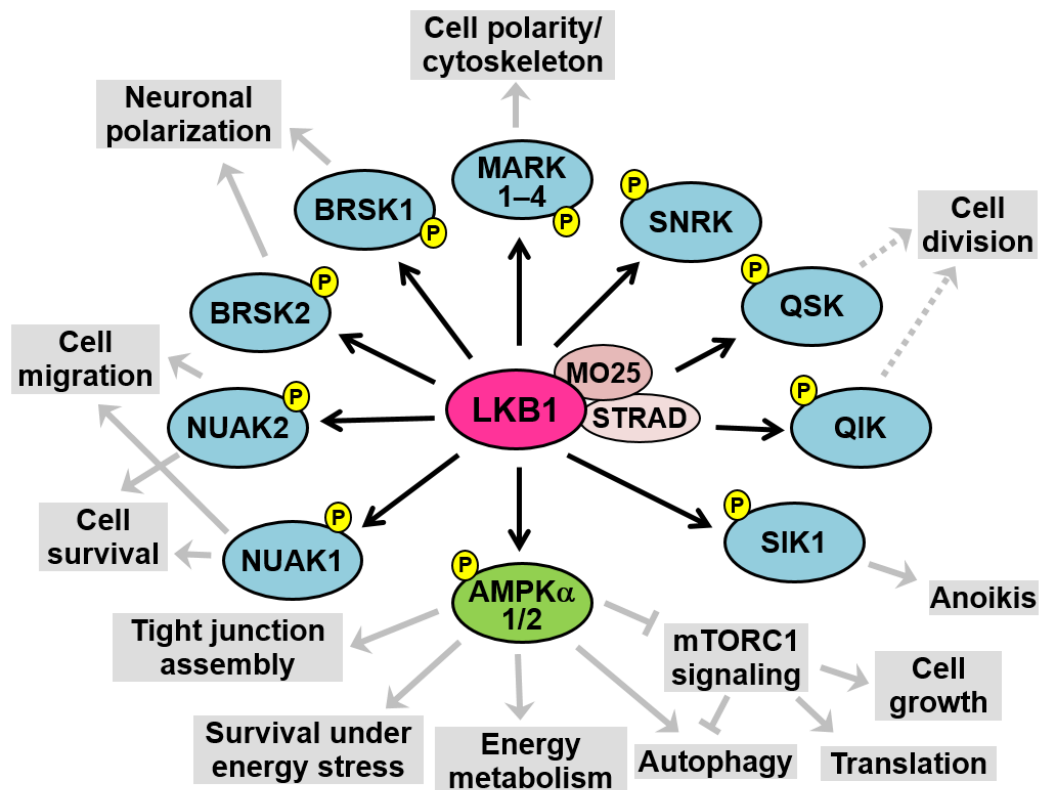 Cell polarity/
cytoskeleton
Neuronal
polarization
MARK
1–4
P
BRSK1
P
SNRK
P
Cell
division
QSK
P
BRSK2
P
Cell
migration
MO25
LKB1
STRAD
NUAK2
P
QIK
P
Cell
survival
NUAK1
P
SIK1
P
AMPKα
1/2
P
Anoikis
Tight junction
assembly
mTORC1
signaling
Cell
growth
Survival under
energy stress
Energy
metabolism
Autophagy
Translation